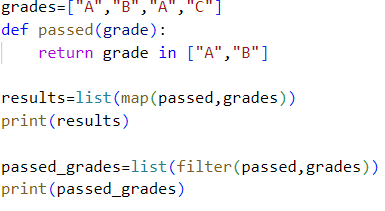 grades=["A","B","A","C"]
def passed(grade):
    return grade in ["A","B"]

results=list(map(passed,grades))
print(results)

passed_grades=list(filter(passed,grades))
print(passed_grades)